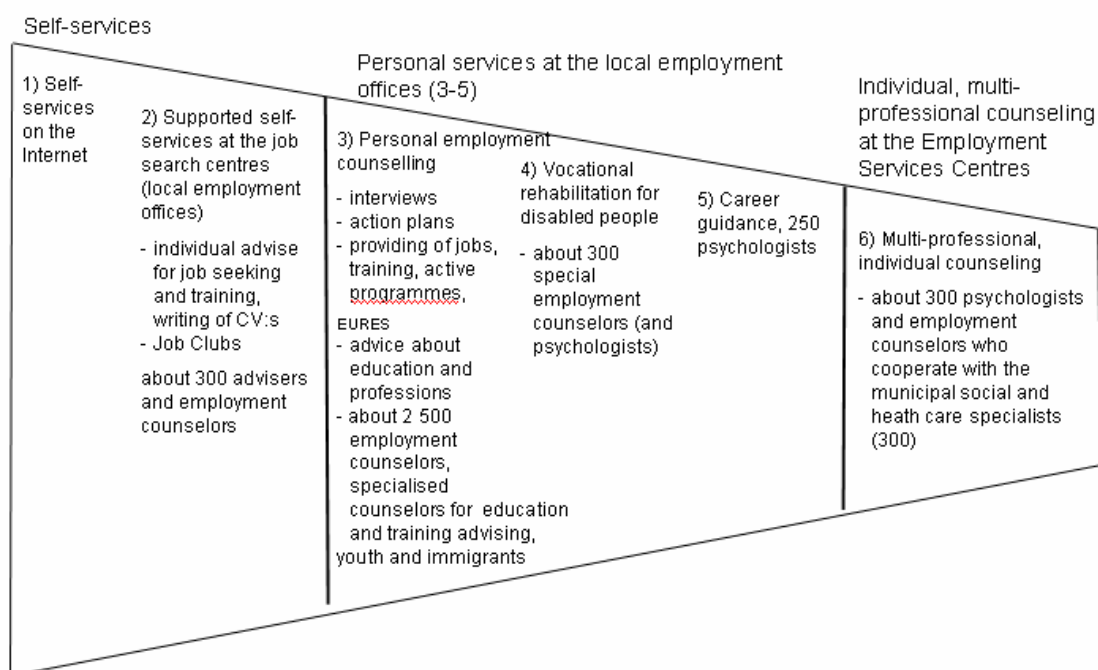 Self-services
1) Self-
services
on the
Internet
2) Supported self-
services at the job
search centres
(local employment
offices)
- individual advise
for job seeking
and training,
writing of CV:s
- Job Clubs
about 300 advisers
and employment
counselors
Personal services at the local employment
offices (3-5)
3) Personal employment
counselling
- interviews
- action plans
- providing of jobs,
training, active
programmes,
EURES
- advice about
education and
professions
- about 2 500
employment
counselors,
specialised
counselors for education
and training advising,
youth and immigrants
4) Vocational
rehabilitation for
disabled people
- about 300
special
employment
counselors (and
psychologists)
5) Career
guidance, 250
psychologists
Individual, multi-
professional counseling
at the Employment
Services Centres
6) Multi-professional,
individual counseling
- about 300 psychologists
and employment
counselors who
cooperate with the
municipal social and
heath care specialists
(300)